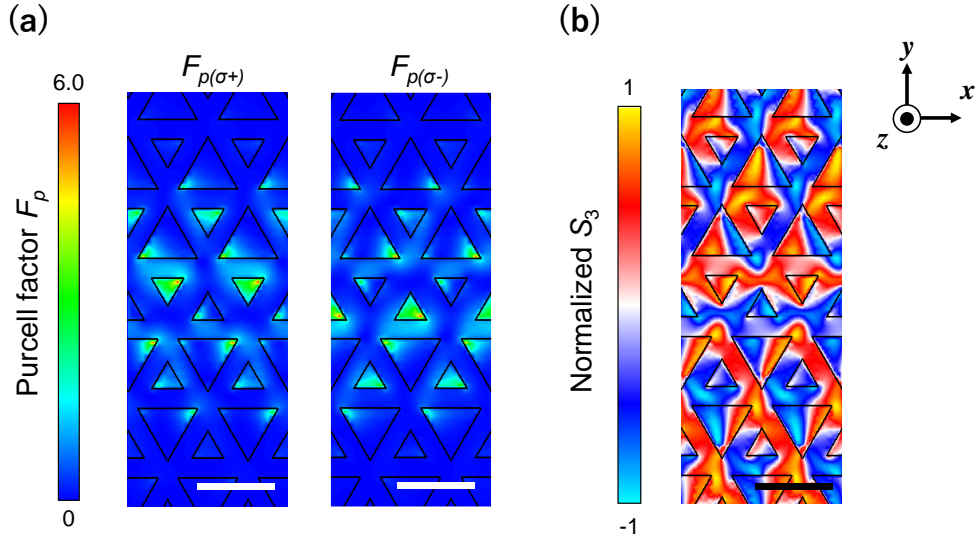 (a)
F_p(σ+)
F_p(σ-)
6.0
Purcell factor F_p
0
(b)
1
Normalized S_3
-1
y
x
z